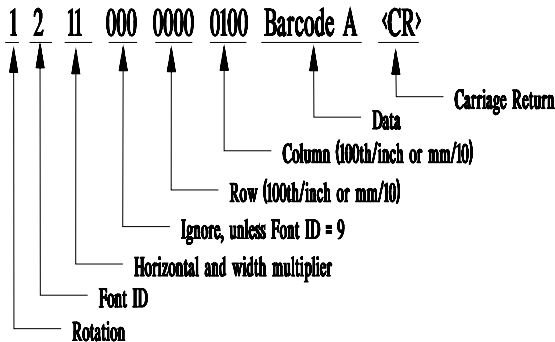 1 2 11 000 0000 0100 Barcode A <CR>
Carriage Return
Data
Column (100th/inch or mm/10)
Row (100th/inch or mm/10)
Ignore, unless Font ID = 9
Horizontal and width multiplier
Font ID
Rotation